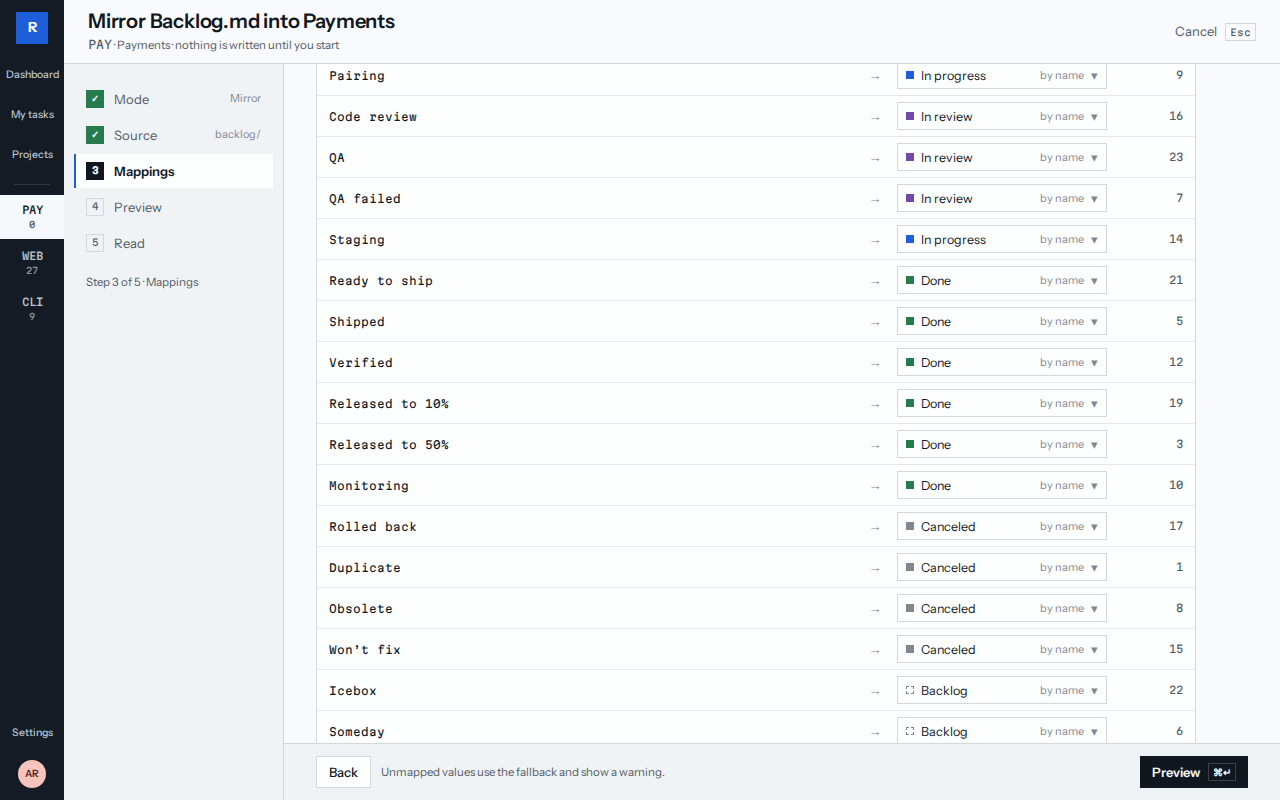 R
Dashboard
My tasks
Projects
PAY
0
WEB
27
CLI
9
Settings
AR
Mirror Backlog.md into Payments
PAY · Payments · nothing is written until you start
Cancel Esc
✓ Mode Mirror
✓ Source backlog/
3 Mappings
4 Preview
5 Read
Step 3 of 5 · Mappings
Pairing → In progress by name ▼ 9
Code review → In review by name ▼ 16
QA → In review by name ▼ 23
QA failed → In review by name ▼ 7
Staging → In progress by name ▼ 14
Ready to ship → Done by name ▼ 21
Shipped → Done by name ▼ 5
Verified → Done by name ▼ 12
Released to 10% → Done by name ▼ 19
Released to 50% → Done by name ▼ 3
Monitoring → Done by name ▼ 10
Rolled back → Canceled by name ▼ 17
Duplicate → Canceled by name ▼ 1
Obsolete → Canceled by name ▼ 8
Won't fix → Canceled by name ▼ 15
Icebox → Backlog by name ▼ 22
Someday → Backlog by name ▼ 6
Back Unmapped values use the fallback and show a warning.
Preview ⌘↵